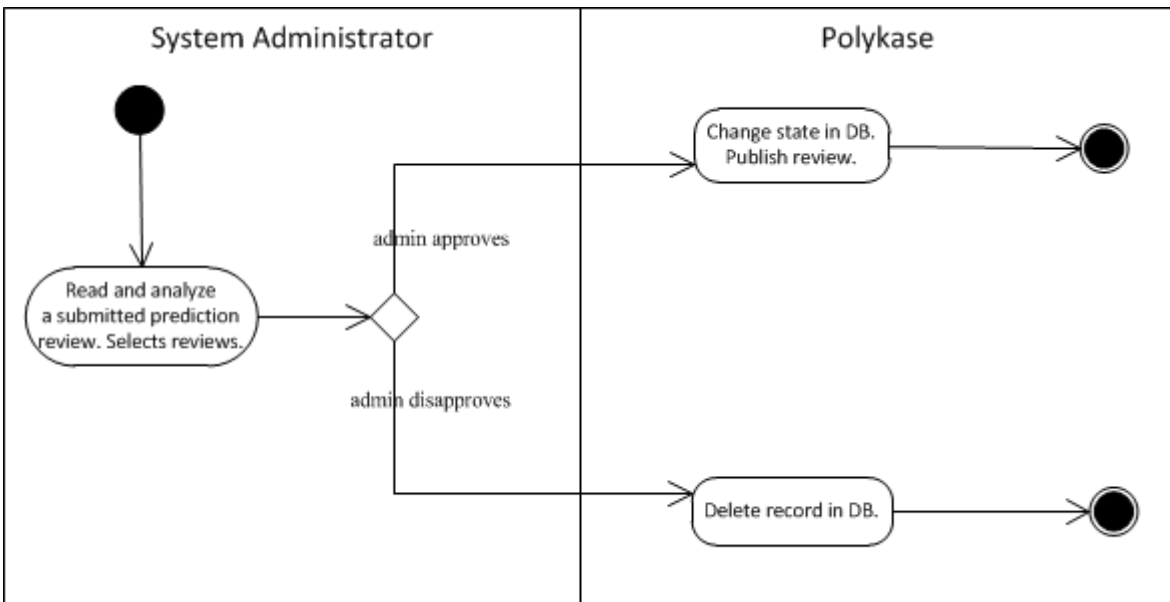 System Administrator
Polykase
Change state in DB.
Publish review.
admin approves
Read and analyze
a submitted prediction
review. Selects reviews.
admin disapproves
Delete record in DB.